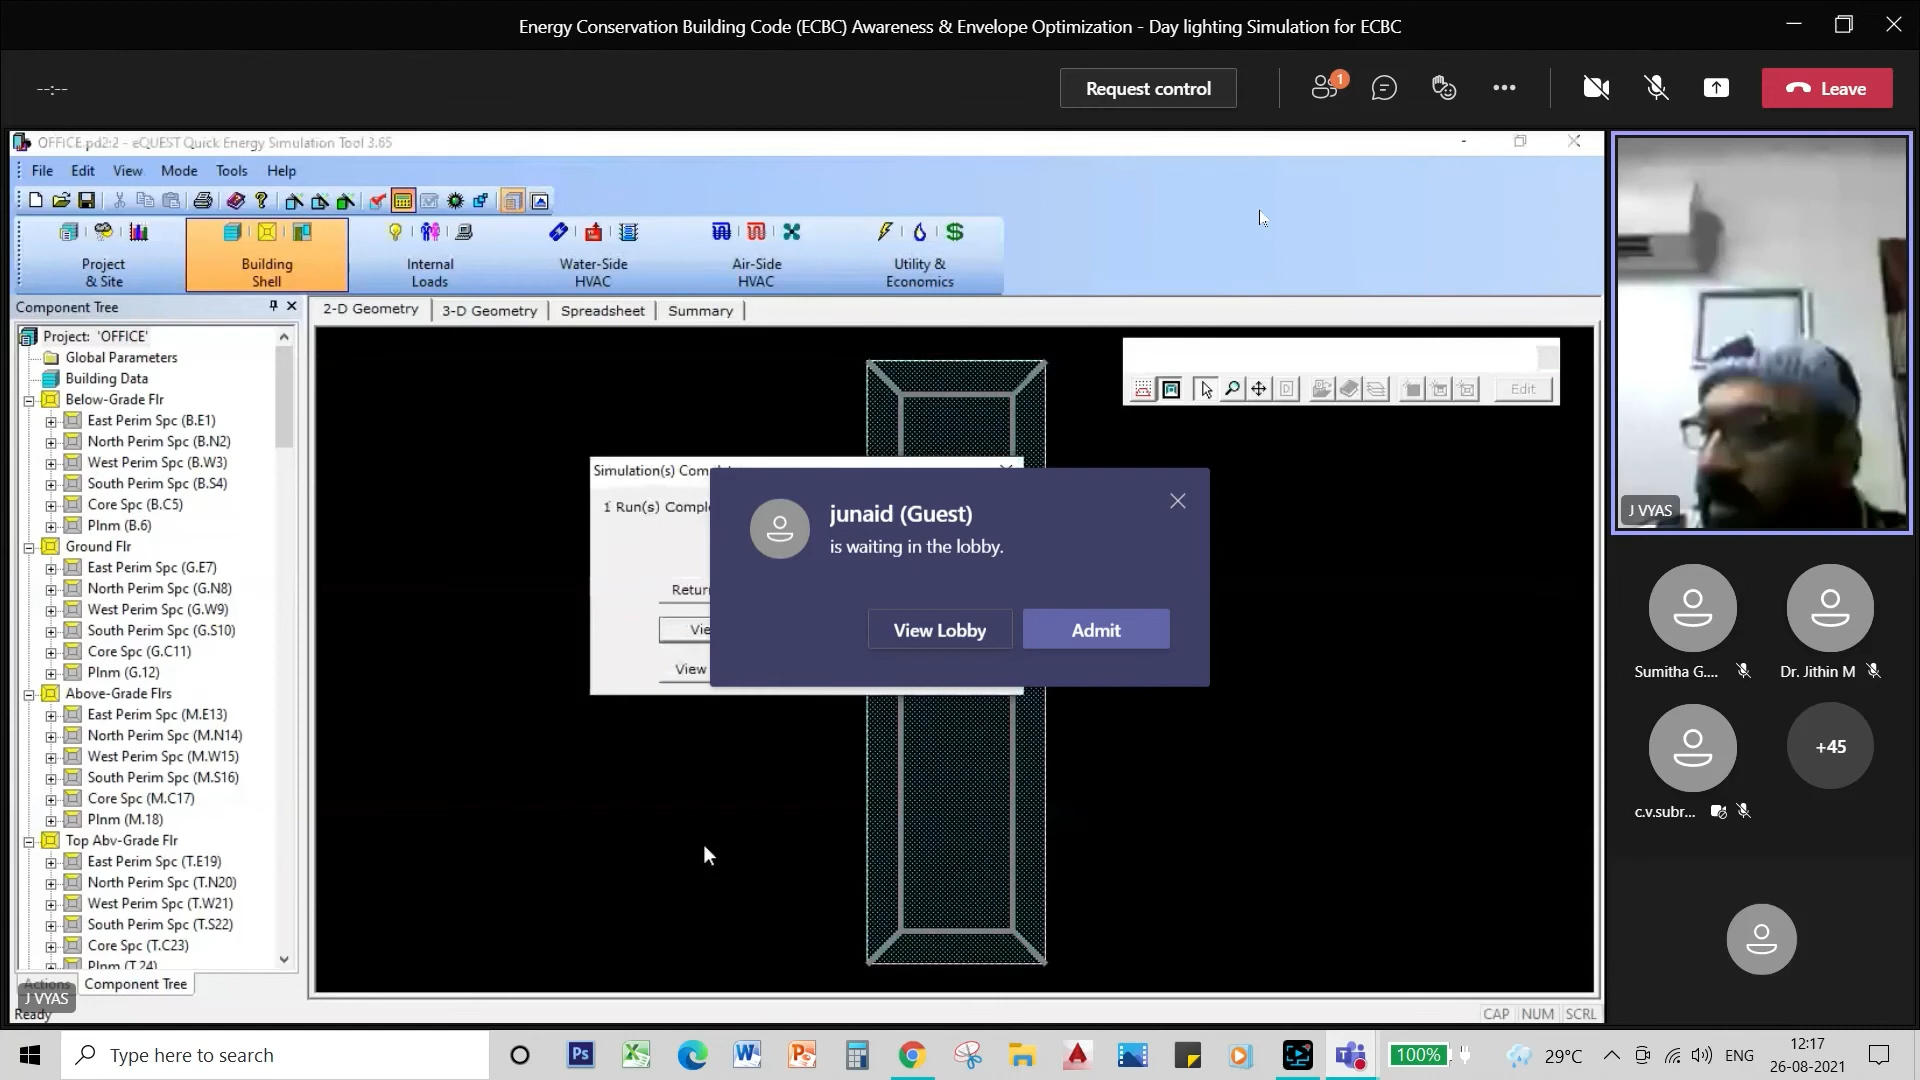 Energy Conservation Building Code (ECBC) Awareness & Envelope Optimization - Day lighting Simulation for ECBC
--:--
Request control
1
Leave
OFFICE.pd2:2 - eQUEST Quick Energy Simulation Tool 3.65
File Edit View Mode Tools Help
Project & Site
Building Shell
Internal Loads
Water-Side HVAC
Air-Side HVAC
Utility & Economics
Component Tree
2-D Geometry
3-D Geometry
Spreadsheet
Summary
Project: 'OFFICE'
Global Parameters
Building Data
Below-Grade Flr
East Perim Spc (B.E1)
North Perim Spc (B.N2)
West Perim Spc (B.W3)
South Perim Spc (B.S4)
Core Spc (B.C5)
Plnm (B.6)
Ground Flr
East Perim Spc (G.E7)
North Perim Spc (G.N8)
West Perim Spc (G.W9)
South Perim Spc (G.S10)
Core Spc (G.C11)
Plnm (G.12)
Above-Grade Flrs
East Perim Spc (M.E13)
North Perim Spc (M.N14)
West Perim Spc (M.W15)
South Perim Spc (M.S16)
Core Spc (M.C17)
Plnm (M.18)
Top Abv-Grade Flr
East Perim Spc (T.E19)
North Perim Spc (T.N20)
West Perim Spc (T.W21)
South Perim Spc (T.S22)
Core Spc (T.C23)
Plnm (T.24)
Actions
Component Tree
J VYAS
Ready
Edit
Simulation(s) Com
1 Run(s) Compl
Retur
Vie
View
junaid (Guest)
is waiting in the lobby.
View Lobby
Admit
CAP NUM SCRL
J VYAS
Sumitha G....
Dr. Jithin M
c.v.subr...
+45
Type here to search
Ps
100%
29°C
ENG
12:17
26-08-2021